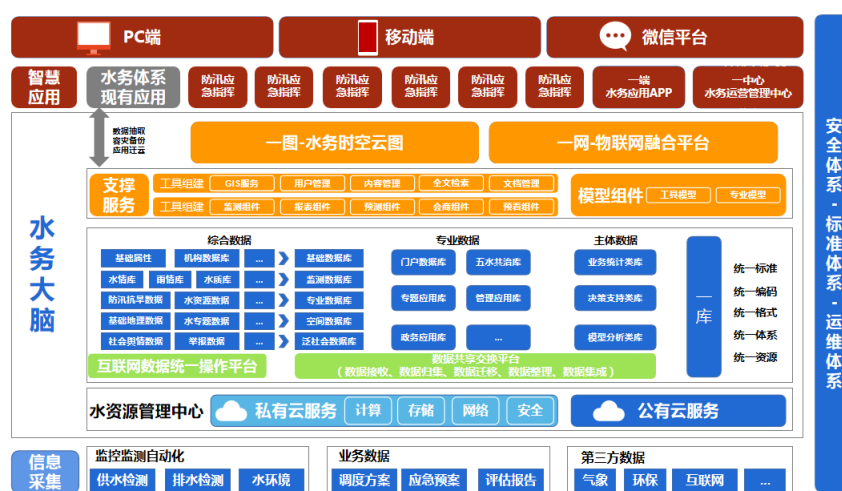 PC端
移动端
微信平台
智慧
应用
水务体系
现有应用
防汛应
急指挥
防汛应
急指挥
防汛应
急指挥
防汛应
急指挥
防汛应
急指挥
防汛应
急指挥
一端
水务应用APP
一中心
水务运营管理中心
数据抽取
容灾备份
应用迁云
一图-水务时空云图
一网-物联网融合平台
水务大脑
支撑
服务
工具组建
GIS服务
用户管理
内容管理
全文检索
文档管理
工具组建
监测组件
报表组件
预测组件
会商组件
预看组件
模型组件
工具模型
专业模型
综合数据
专业数据
主体数据
基础属性
机构数据库
...
基础数据库
水情库
雨情库
水质库
...
监测数据库
防汛抗旱数据
水资源数据
...
专业数据库
基础地理数据
水专题数据
...
空间数据库
社会舆情数据
举报数据
...
泛社会数据库
门户数据库
五水共治库
专题应用库
管理应用库
政务应用库
...
业务统计类库
决策支持类库
模型分析类库
一库
统一标准
统一编码
统一格式
统一体系
统一资源
互联网数据统一操作平台
数据共享交换平台
（数据接收、数据归集、数据迁移、数据整理、数据集成）
水资源管理中心
私有云服务
计算
存储
网络
安全
公有云服务
信息
采集
监控监测自动化
供水检测
排水检测
水环境
业务数据
调度方案
应急预案
评估报告
第三方数据
气象
环保
互联网
...
安全体系-标准体系-运维体系